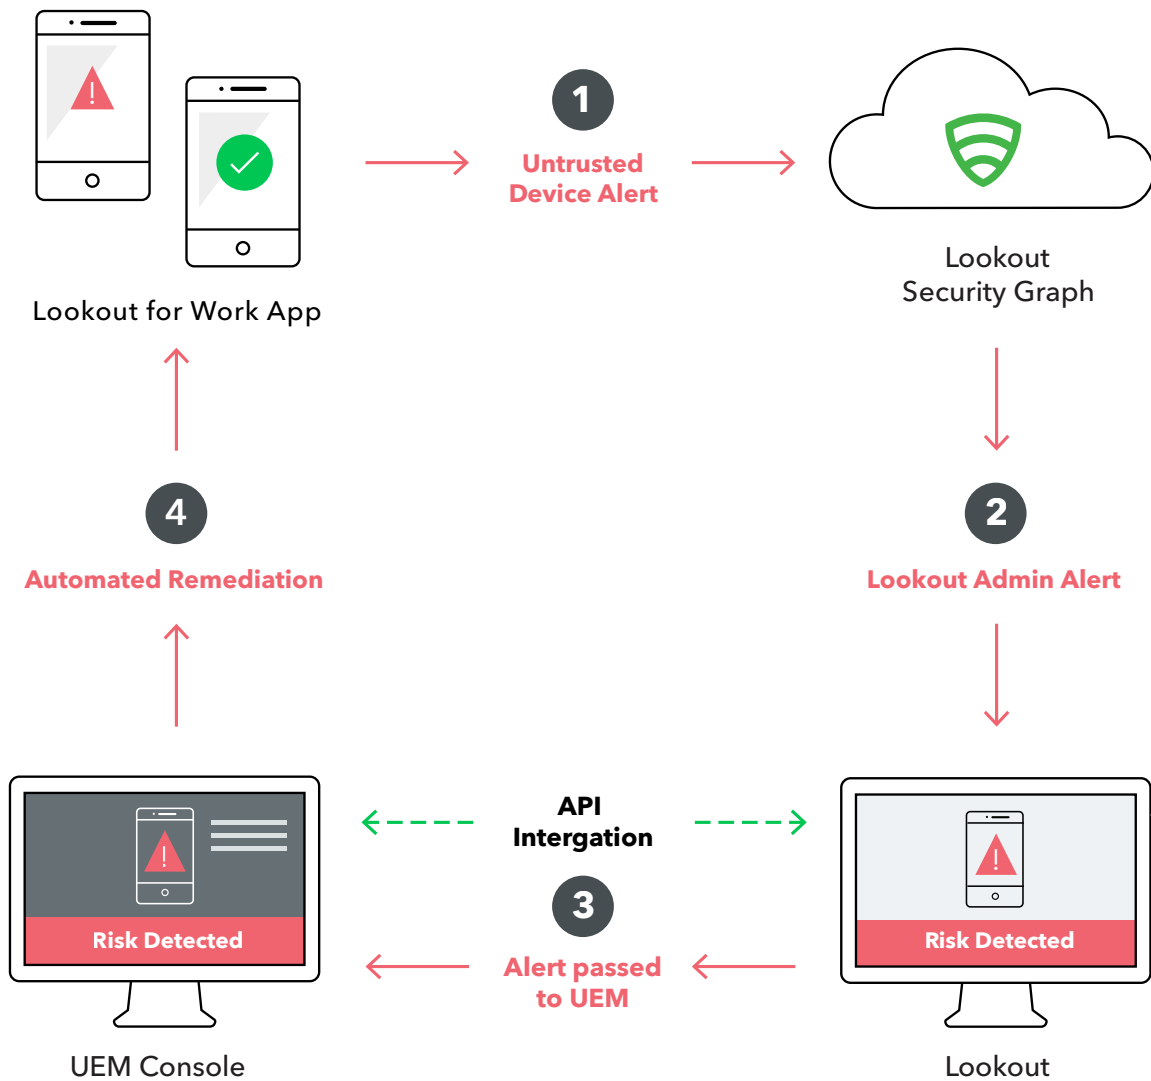 1
Untrusted
Device Alert
Lookout
Security Graph
Lookout for Work App
4
Automated Remediation
2
Lookout Admin Alert
API
Intergation
3
Alert passed
to UEM
Risk Detected
UEM Console
Risk Detected
Lookout